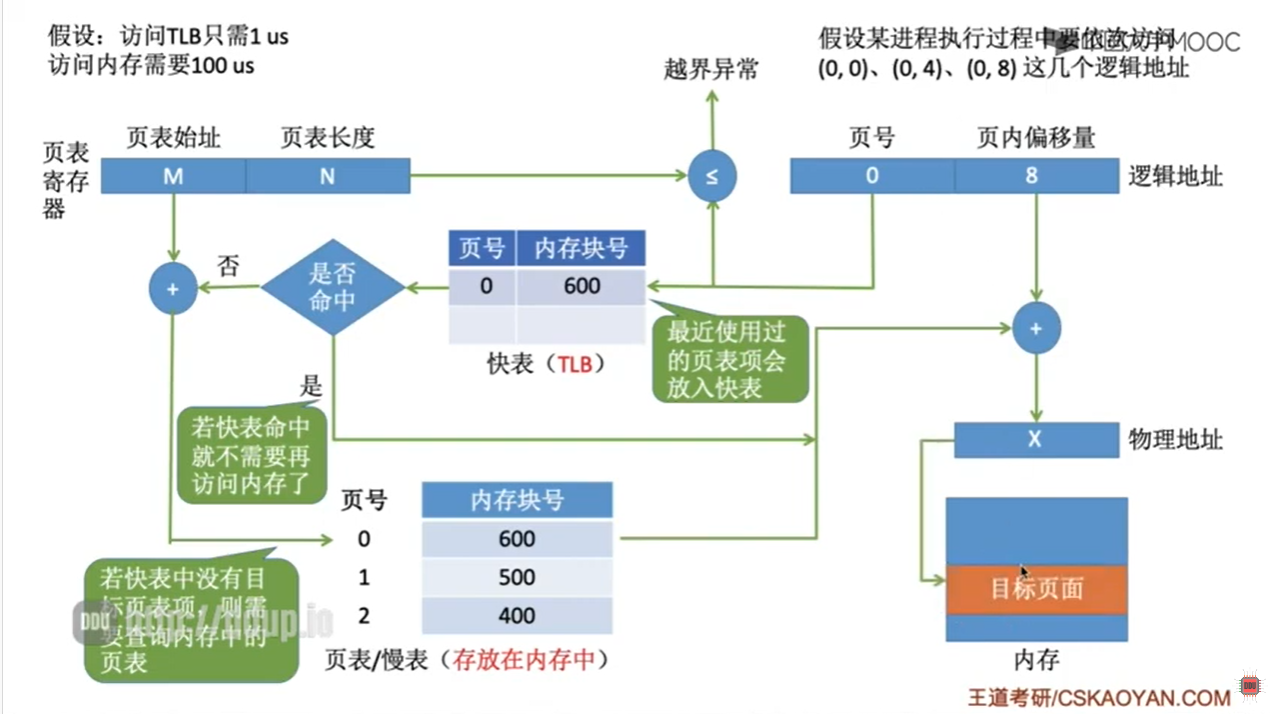 假设：访问TLB只需1 us
访问内存需要100 us
假设某进程执行过程中要依次访问
(0, 0)、(0, 4)、(0, 8) 这几个逻辑地址
MOOC
越界异常
页表始址
页表长度
页号
页内偏移量
页表
寄存
器
M
N
≤
0
8
逻辑地址
页号
内存块号
0
600
快表（TLB）
是否
命中
否
是
+
+
最近使用过
的页表项会
放入快表
若快表命中
就不需要再
访问内存了
X
物理地址
页号
内存块号
0
600
1
500
2
400
页表/慢表（存放在内存中）
若快表中没有目
标页表项，则需
要查询内存中的
页表
DDU
目标页面
内存
王道考研/CSKAOYAN.COM
DDU